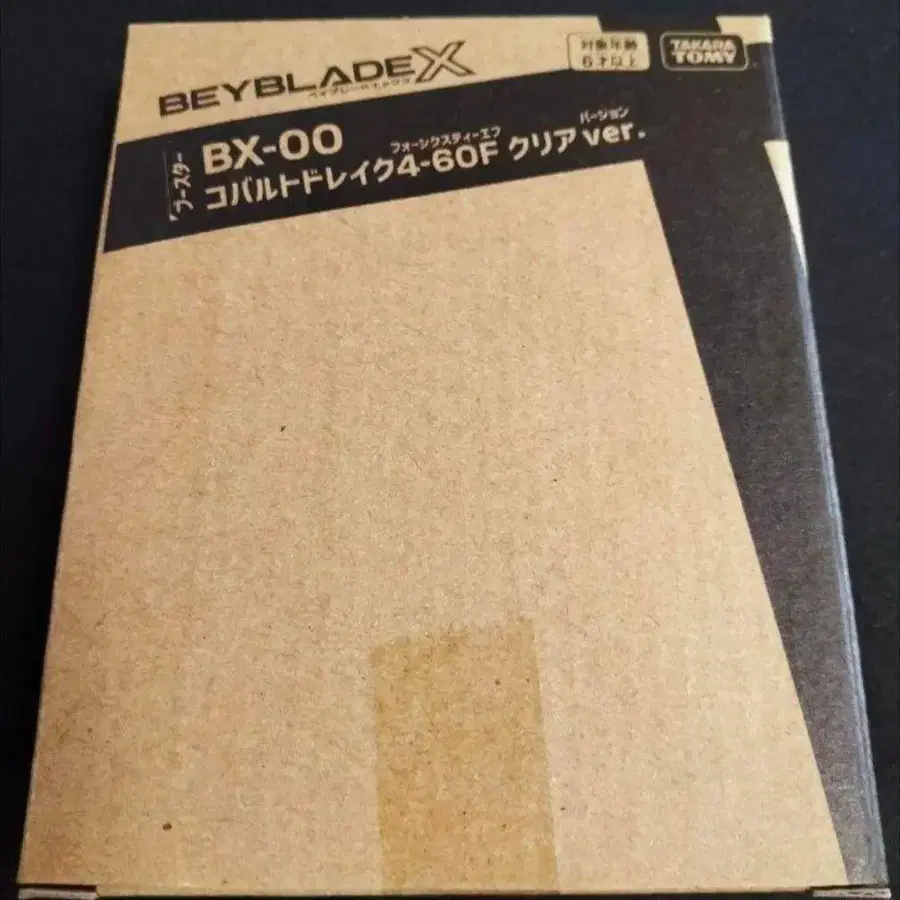 BEYBLADE X
ベイブレードエックス
対象年齢
6才以上
TAKARA
TOMY
ブースター
BX-00
フォーシックスティーエフ
バージョン
コバルトドレイク4-60F クリア ver.